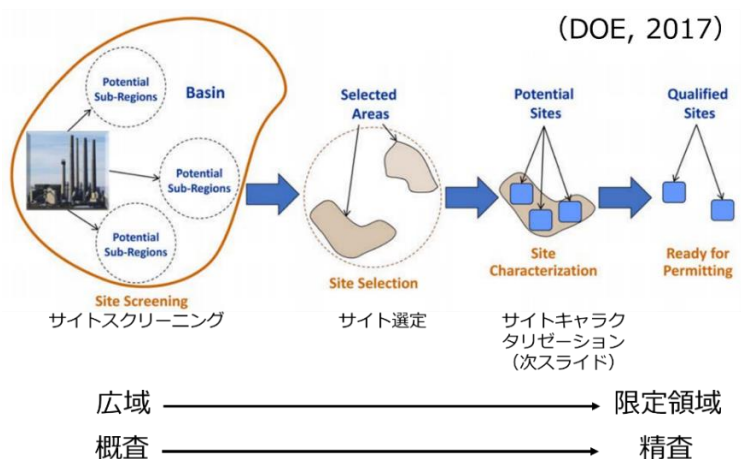 (DOE, 2017)
Potential
Sub-Regions
Basin
Potential
Sub-Regions
Potential
Sub-Regions
Site Screening
サイトスクリーニング
Selected
Areas
Site Selection
サイト選定
Potential
Sites
Site
Characterization
サイトキャラク
タリゼーション
（次スライド）
Qualified
Sites
Ready for
Permitting
広域
限定領域
概査
精査